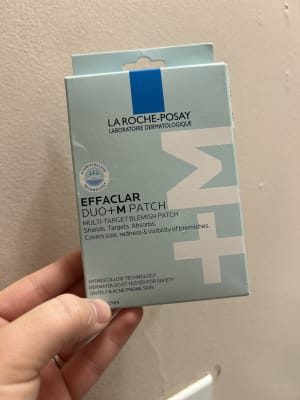 LA ROCHE-POSAY
LABORATOIRE DERMATOLOGIQUE
EFFACLAR
DUO+M PATCH
MULTI-TARGET BLEMISH PATCH
Shields. Targets. Absorbs.
Covers size, redness & visibility of blemishes.
+M
HYDROCOLLOID TECHNOLOGY
DERMATOLOGIST TESTED FOR SAFETY
ON OILY & ACNE PRONE SKIN